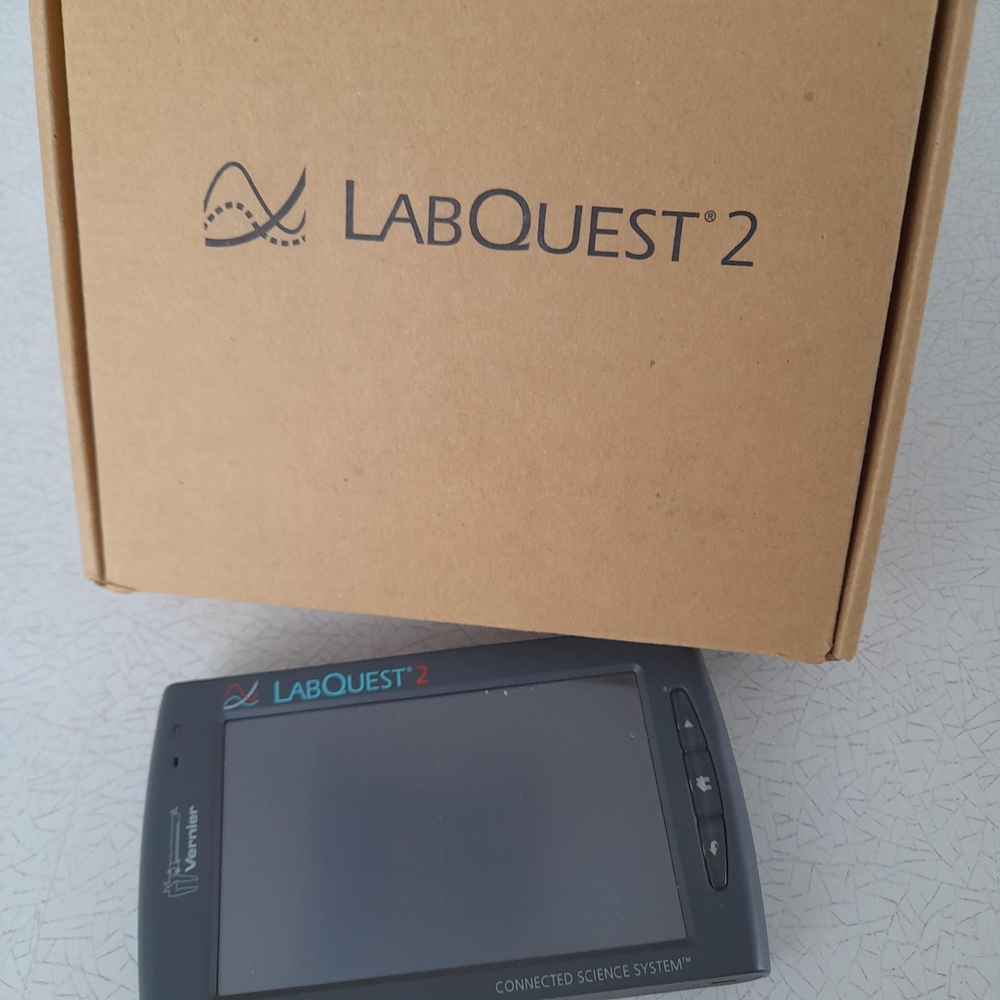 LABQUEST® 2
LABQUEST® 2
Vernier
CONNECTED SCIENCE SYSTEM™